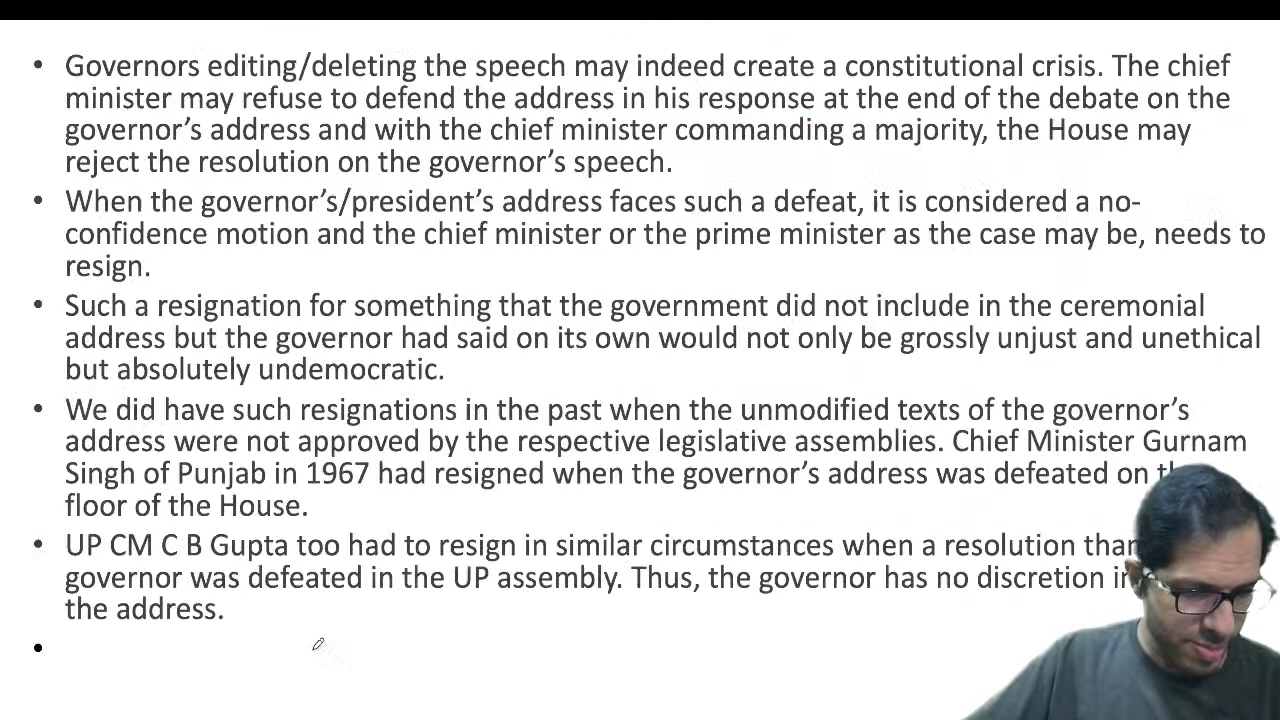 • Governors editing/deleting the speech may indeed create a constitutional crisis. The chief
minister may refuse to defend the address in his response at the end of the debate on the
governor’s address and with the chief minister commanding a majority, the House may
reject the resolution on the governor’s speech.
• When the governor’s/president’s address faces such a defeat, it is considered a no-
confidence motion and the chief minister or the prime minister as the case may be, needs to
resign.
• Such a resignation for something that the government did not include in the ceremonial
address but the governor had said on its own would not only be grossly unjust and unethical
but absolutely undemocratic.
• We did have such resignations in the past when the unmodified texts of the governor’s
address were not approved by the respective legislative assemblies. Chief Minister Gurnam
Singh of Punjab in 1967 had resigned when the governor’s address was defeated on
floor of the House.
• UP CM C B Gupta too had to resign in similar circumstances when a resolution
governor was defeated in the UP assembly. Thus, the governor has no discretion
the address.
•